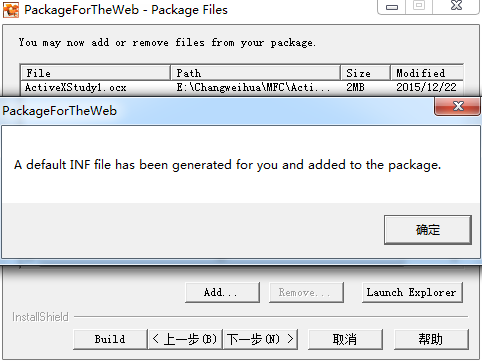 PackageForTheWeb - Package Files
You may now add or remove files from your package.
File Path Size Modified
ActiveXStudy1.ocx E:\Changweihua\MFC\Acti... 2MB 2015/12/22
PackageForTheWeb
A default INF file has been generated for you and added to the package.
确定
Add... Remove... Launch Explorer
InstallShield
Build < 上一步(B) 下一步(N) > 取消 帮助